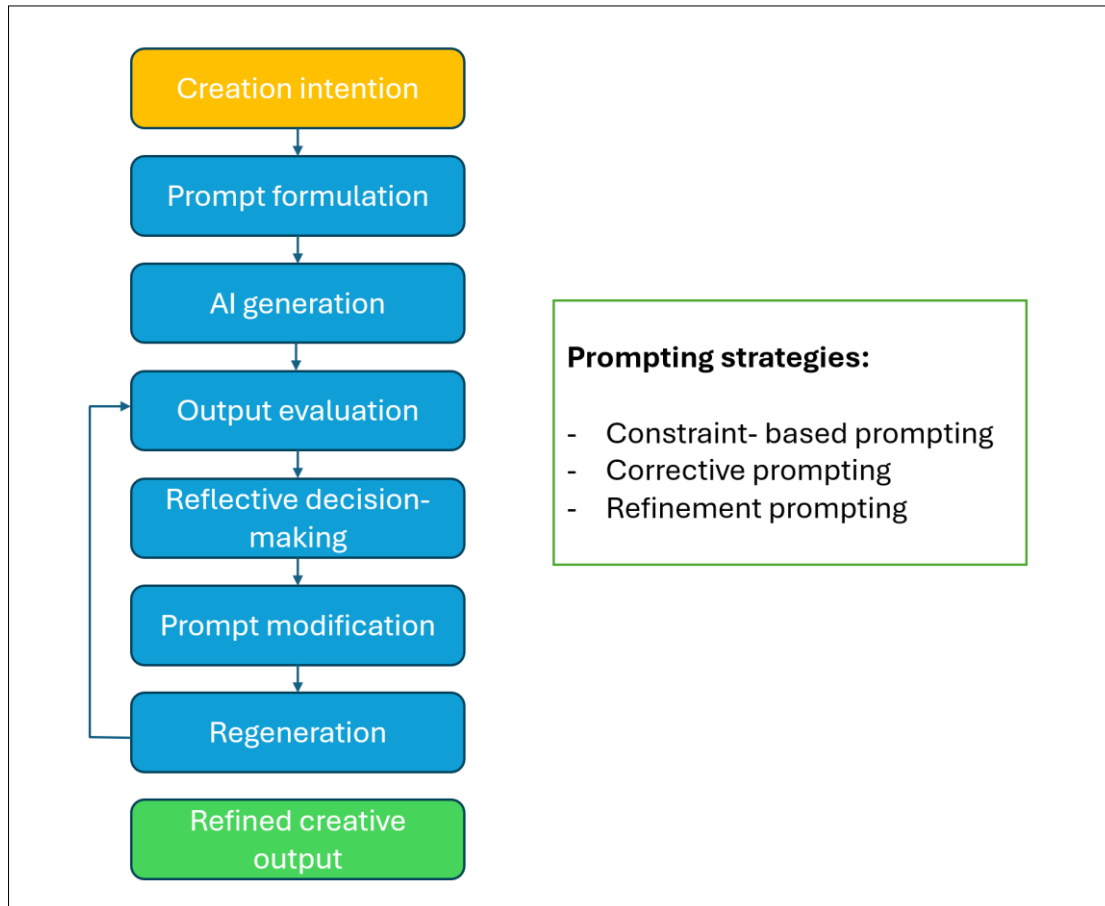 Creation intention
Prompt formulation
AI generation
Output evaluation
Reflective decision-
making
Prompt modification
Regeneration
Refined creative
output
Prompting strategies:
- Constraint- based prompting
- Corrective prompting
- Refinement prompting